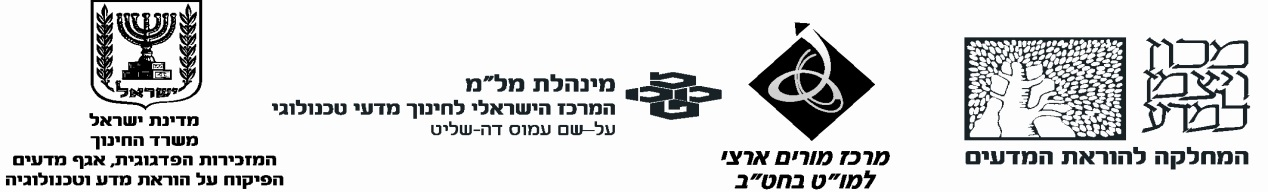 מכון
ויצמן
למדע
המחלקה להוראת המדעים
מרכז מורים ארצי
למו"ט בחט"ב
מינהלת מל"מ
המרכז הישראלי לחינוך מדעי טכנולוגי
על-שם עמוס דה-שליט
ישראל
מדינת ישראל
משרד החינוך
המזכירות הפדגוגית, אגף מדעים
הפיקוח על הוראת מדע וטכנולוגיה